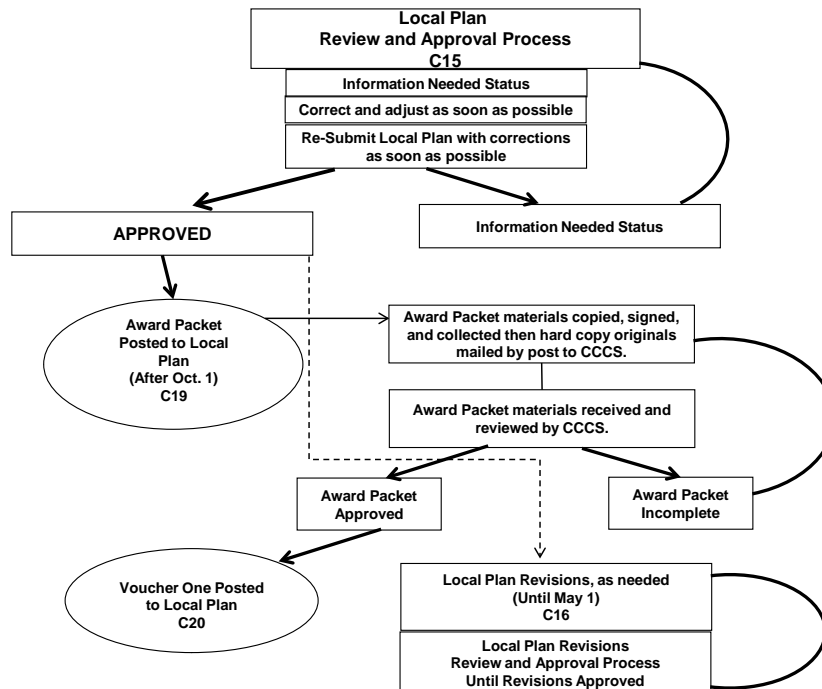 Local Plan
Review and Approval Process
C15
Information Needed Status
Correct and adjust as soon as possible
Re-Submit Local Plan with corrections
as soon as possible
APPROVED
Information Needed Status
Award Packet
Posted to Local
Plan
(After Oct. 1)
C19
Award Packet materials copied, signed,
and collected then hard copy originals
mailed by post to CCCS.
Award Packet materials received and
reviewed by CCCS.
Award Packet
Approved
Award Packet
Incomplete
Voucher One Posted
to Local Plan
C20
Local Plan Revisions, as needed
(Until May 1)
C16
Local Plan Revisions
Review and Approval Process
Until Revisions Approved